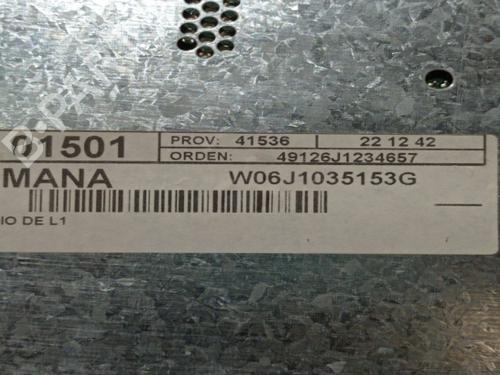 01501
PROV: 41536 22 12 42
ORDEN: 49126J1234657
MANA W06J1035153G
IO DE L1